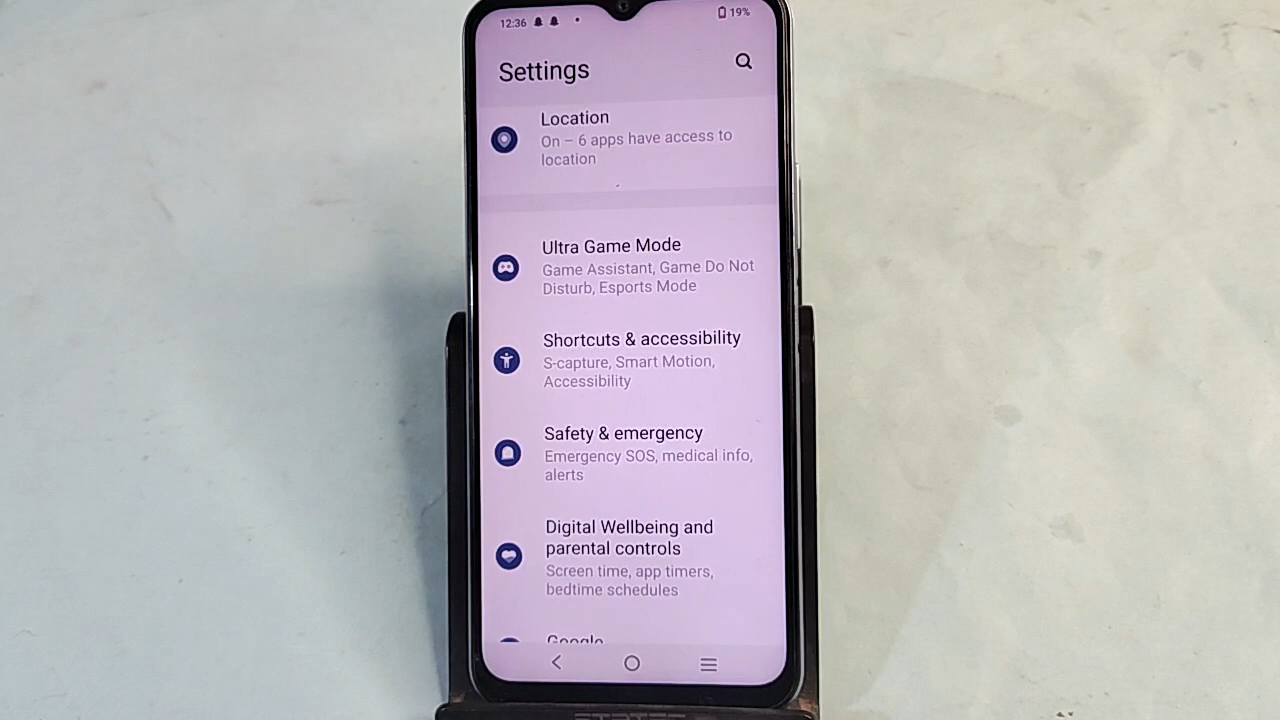 12:36
19%
Settings
Location
On – 6 apps have access to
location
Ultra Game Mode
Game Assistant, Game Do Not
Disturb, Esports Mode
Shortcuts & accessibility
S-capture, Smart Motion,
Accessibility
Safety & emergency
Emergency SOS, medical info,
alerts
Digital Wellbeing and
parental controls
Screen time, app timers,
bedtime schedules
Google